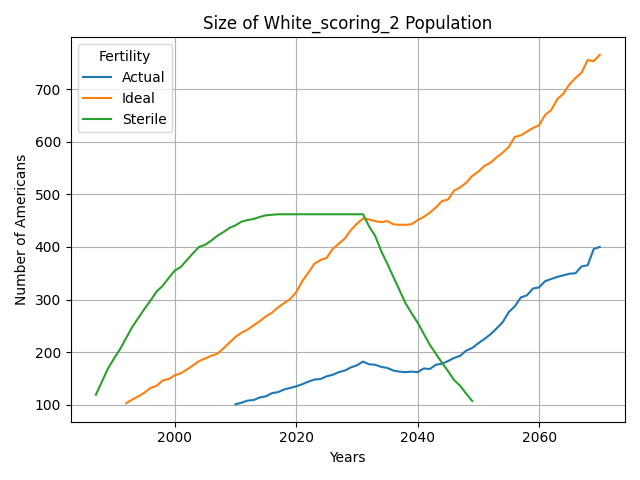 Size of White_scoring_2 Population
Fertility
Actual
Ideal
Sterile
Number of Americans
700
600
500
400
300
200
100
2000 2020 2040 2060
Years